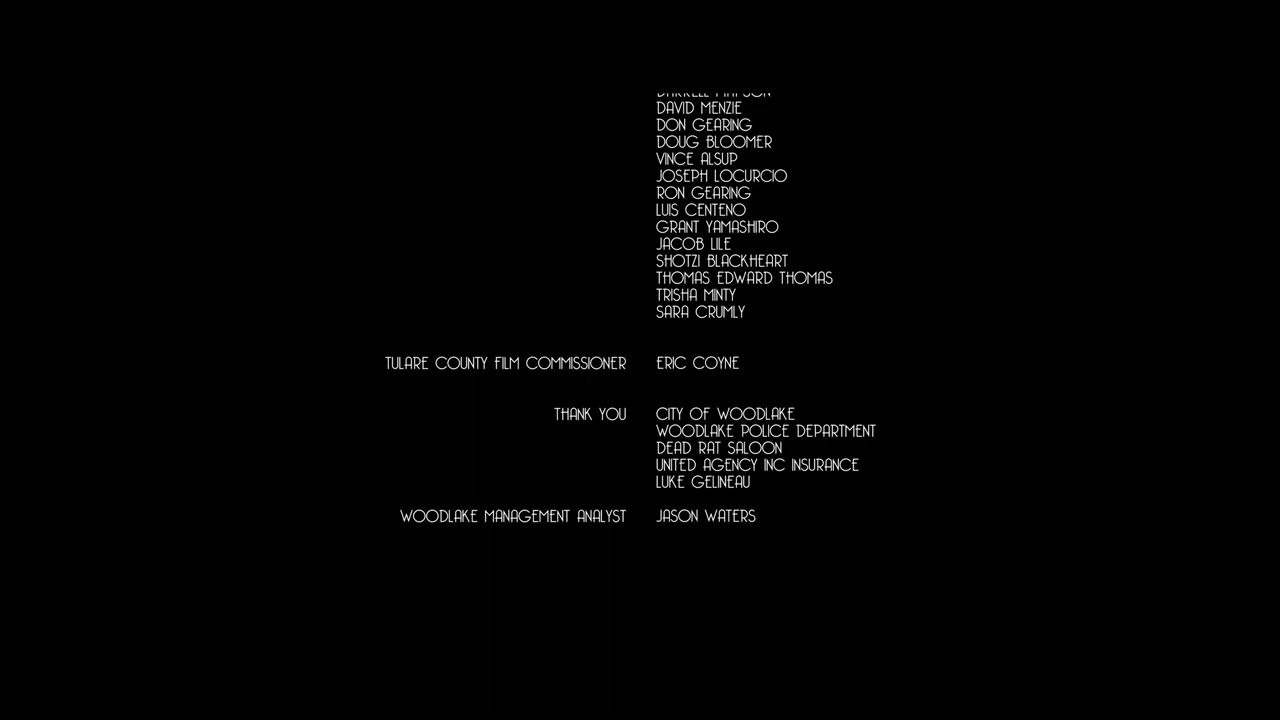 DAVID MENZIE
DON GEARING
DOUG BLOOMER
VINCE ALSUP
JOSEPH LOCURCIO
RON GEARING
LUIS CENTENO
GRANT YAMASHIRO
JACOB LILE
SHOTZI BLACKHEART
THOMAS EDWARD THOMAS
TRISHA MINTY
SARA CRUMLY
TULARE COUNTY FILM COMMISSIONER ERIC COYNE
THANK YOU CITY OF WOODLAKE
WOODLAKE POLICE DEPARTMENT
DEAD RAT SALOON
UNITED AGENCY INC INSURANCE
LUKE GELINEAU
WOODLAKE MANAGEMENT ANALYST JASON WATERS